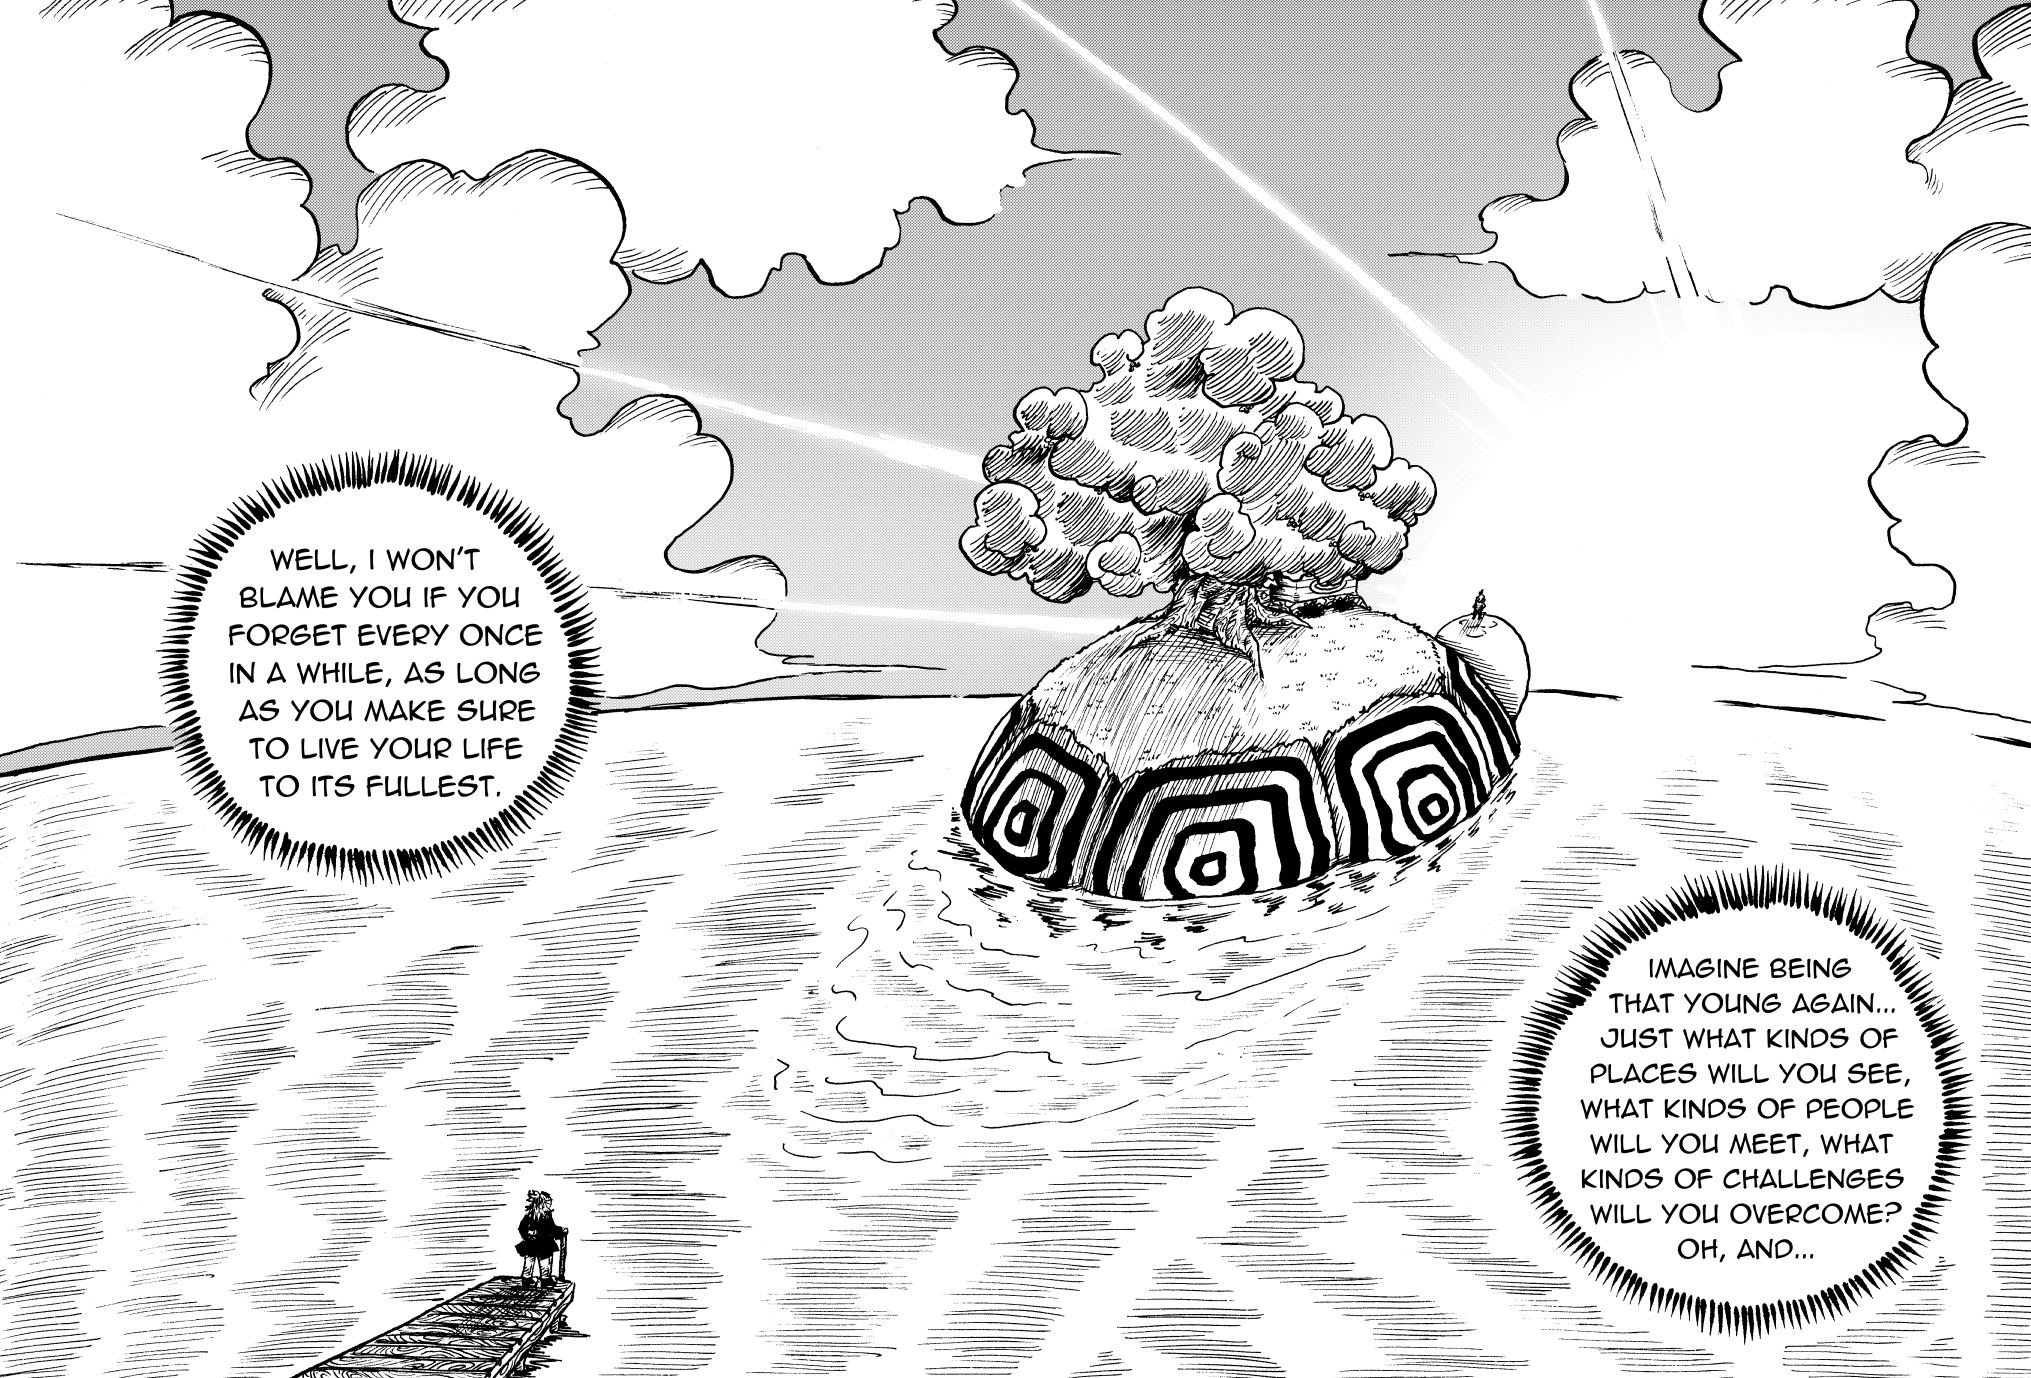 WELL, I WON'T
BLAME YOU IF YOU
FORGET EVERY ONCE
IN A WHILE, AS LONG
AS YOU MAKE SURE
TO LIVE YOUR LIFE
TO ITS FULLEST.
IMAGINE BEING
THAT YOUNG AGAIN...
JUST WHAT KINDS OF
PLACES WILL YOU SEE,
WHAT KINDS OF PEOPLE
WILL YOU MEET, WHAT
KINDS OF CHALLENGES
WILL YOU OVERCOME?
OH, AND...